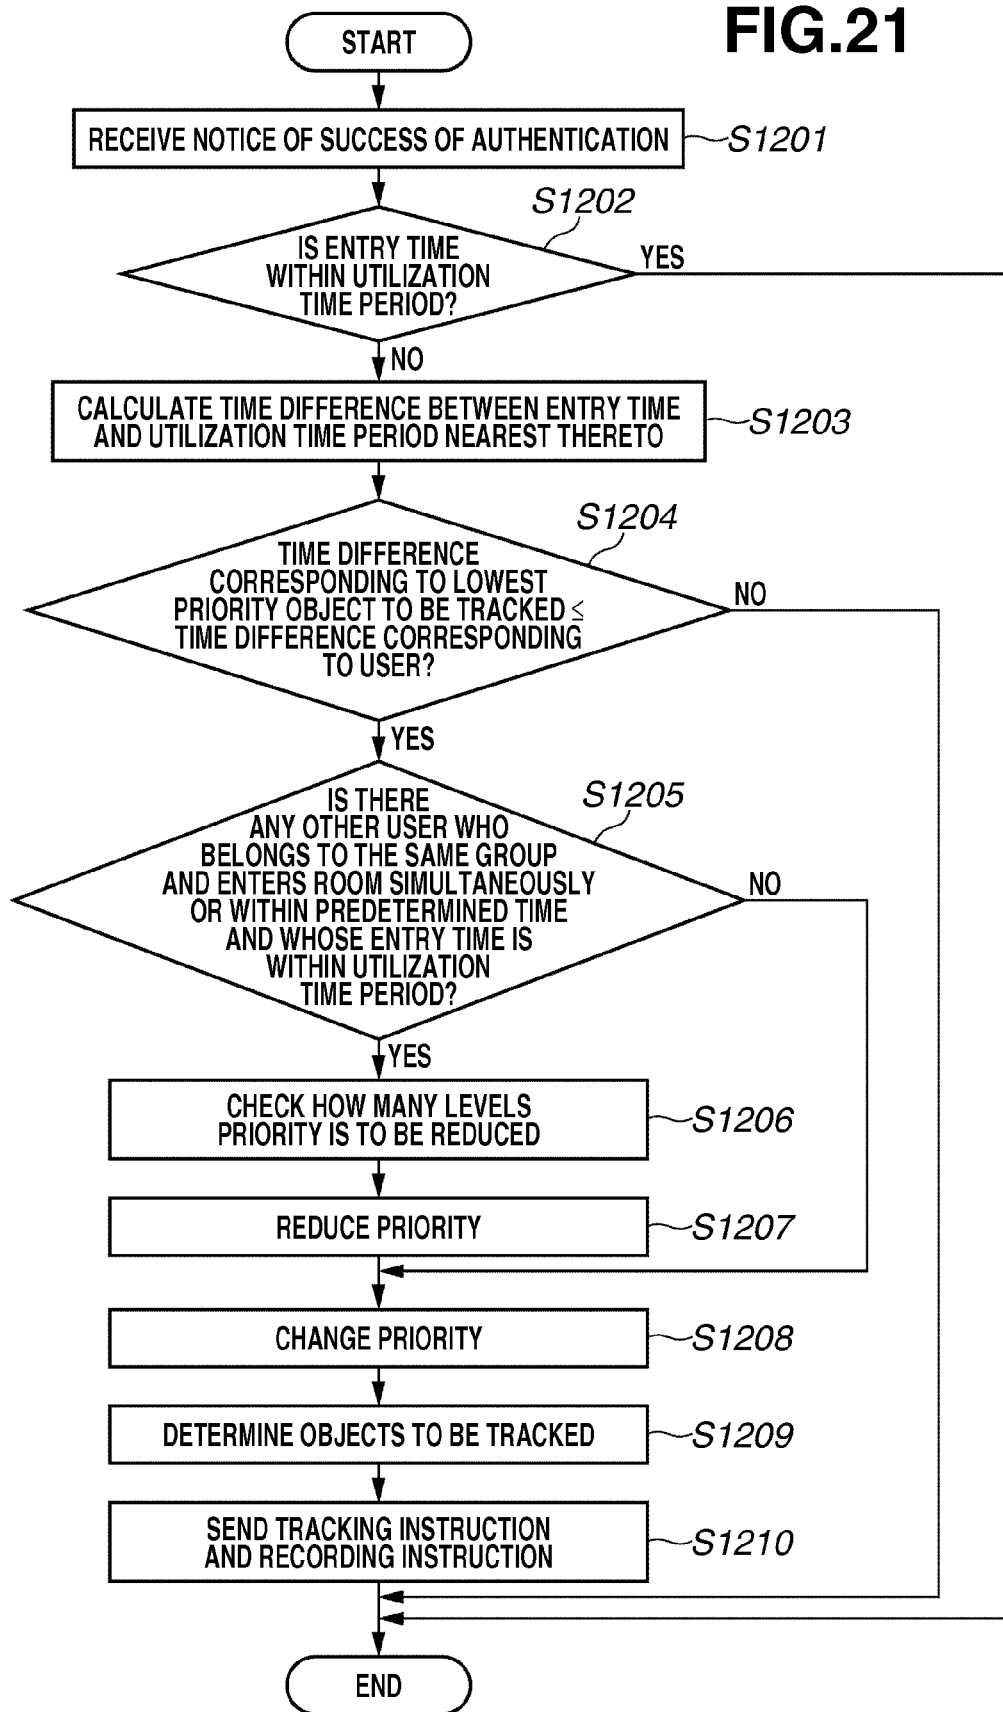 FIG.21
START
RECEIVE NOTICE OF SUCCESS OF AUTHENTICATION
S1201
S1202
IS ENTRY TIME
WITHIN UTILIZATION
TIME PERIOD?
YES
NO
CALCULATE TIME DIFFERENCE BETWEEN ENTRY TIME
AND UTILIZATION TIME PERIOD NEAREST THERETO
S1203
S1204
TIME DIFFERENCE
CORRESPONDING TO LOWEST
PRIORITY OBJECT TO BE TRACKED ≤
TIME DIFFERENCE CORRESPONDING
TO USER?
NO
YES
S1205
IS THERE
ANY OTHER USER WHO
BELONGS TO THE SAME GROUP
AND ENTERS ROOM SIMULTANEOUSLY
OR WITHIN PREDETERMINED TIME
AND WHOSE ENTRY TIME IS
WITHIN UTILIZATION
TIME PERIOD?
NO
YES
CHECK HOW MANY LEVELS
PRIORITY IS TO BE REDUCED
S1206
REDUCE PRIORITY
S1207
CHANGE PRIORITY
S1208
DETERMINE OBJECTS TO BE TRACKED
S1209
SEND TRACKING INSTRUCTION
AND RECORDING INSTRUCTION
S1210
END